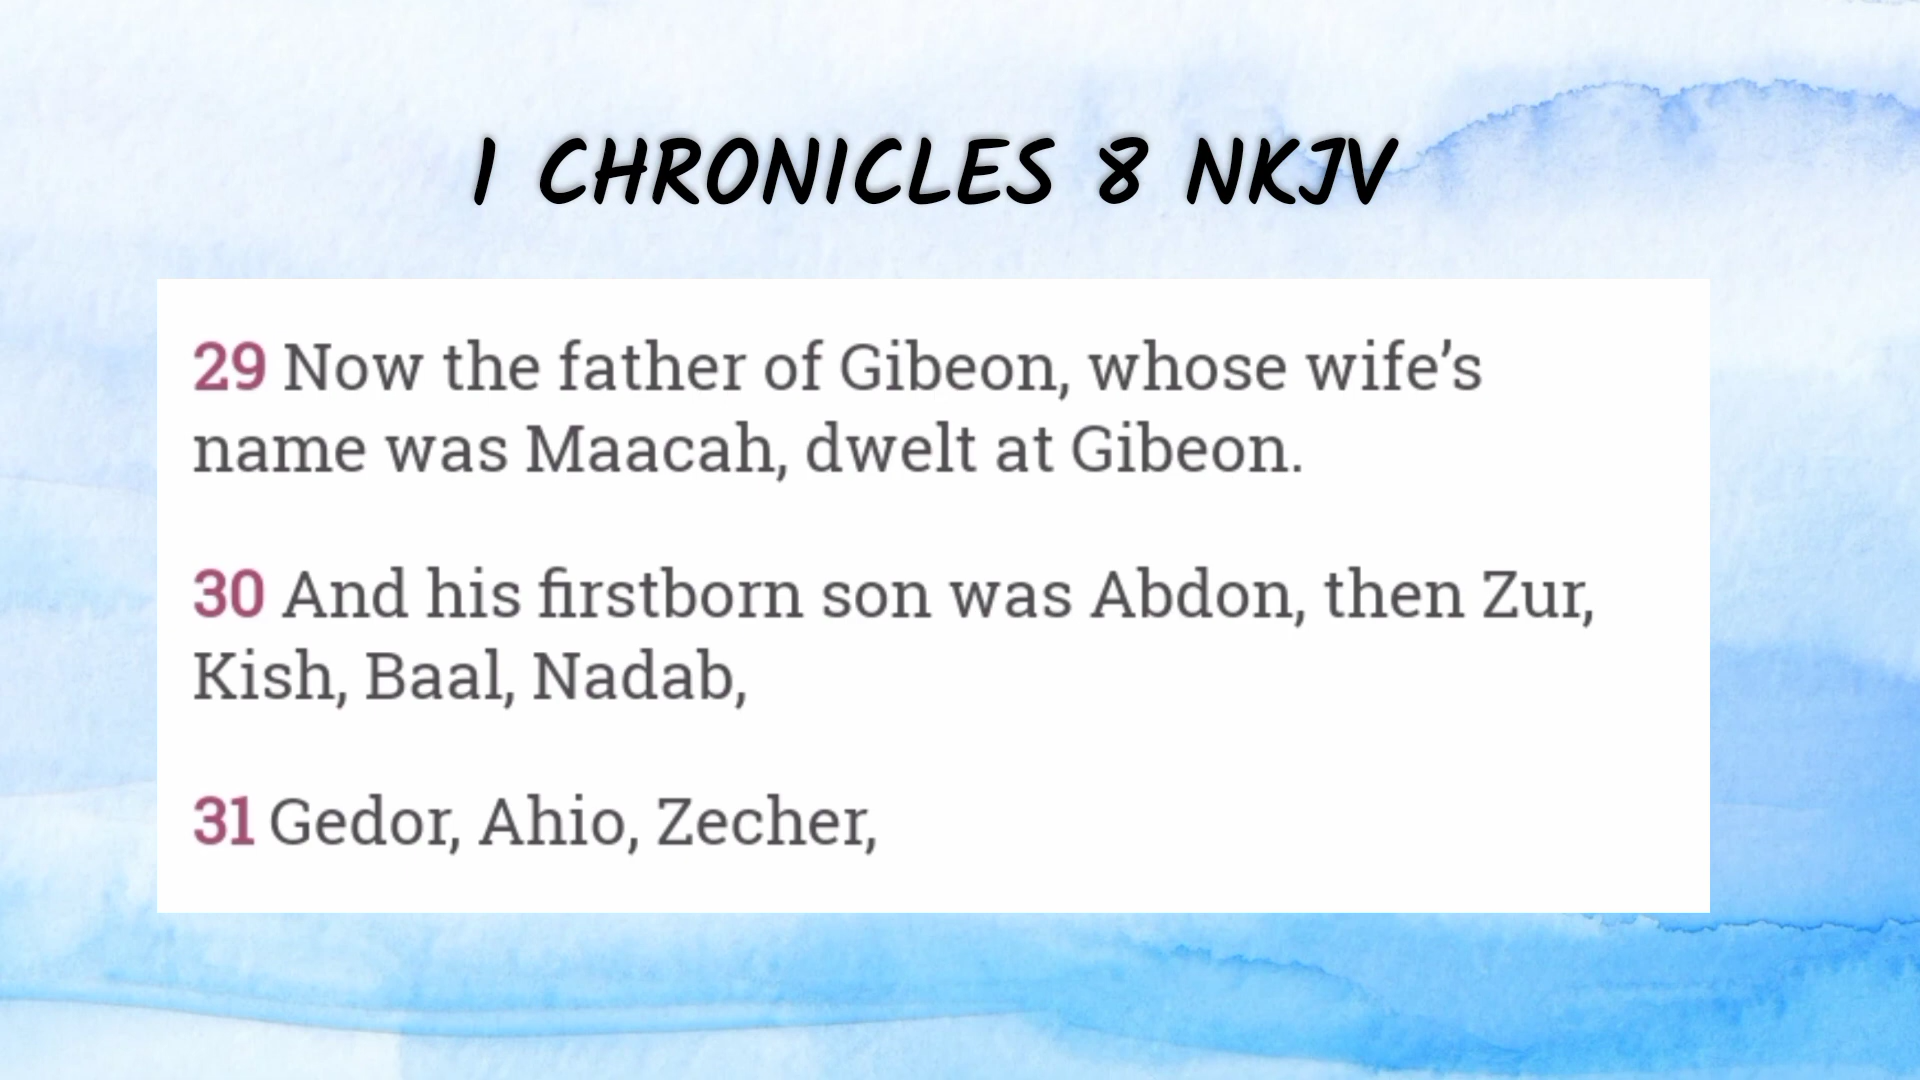 1 CHRONICLES 8 NKJV
29 Now the father of Gibeon, whose wife’s
name was Maacah, dwelt at Gibeon.
30 And his firstborn son was Abdon, then Zur,
Kish, Baal, Nadab,
31 Gedor, Ahio, Zecher,